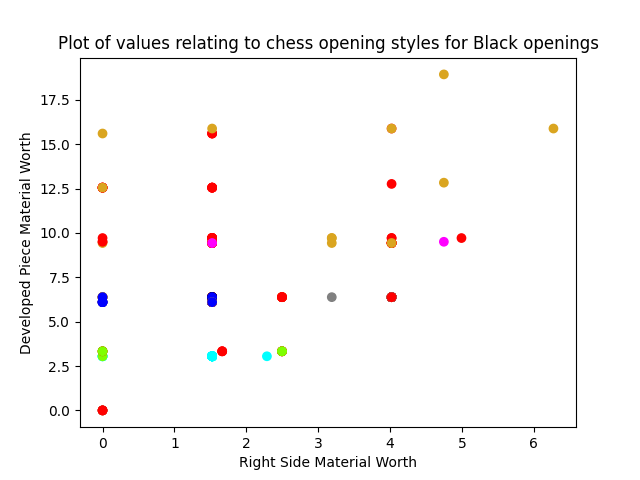 Plot of values relating to chess opening styles for Black openings
Developed Piece Material Worth
17.5
15.0
12.5
10.0
7.5
5.0
2.5
0.0
0 1 2 3 4 5 6
Right Side Material Worth